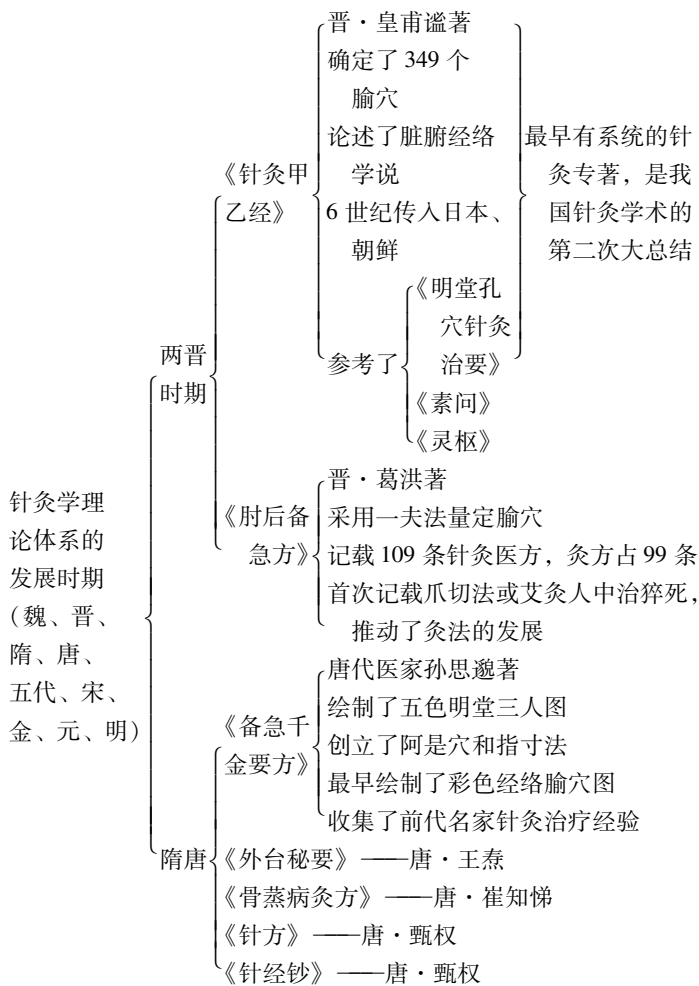 针灸学理
论体系的
发展时期
(魏、晋、
隋、唐、
五代、宋、
金、元、明)
两晋
时期
《针灸甲
乙经》
晋·皇甫谧著
确定了 349 个
腧穴
论述了脏腑经络
学说
6 世纪传入日本、
朝鲜
参考了
《明堂孔
穴针灸
治要》
《素问》
《灵枢》
最早有系统的针
灸专著，是我
国针灸学术的
第二次大总结
《肘后备
急方》
晋·葛洪著
采用一夫法量定腧穴
记载 109 条针灸医方，灸方占 99 条
首次记载爪切法或艾灸人中治猝死，
推动了灸法的发展
隋唐
《备急千
金要方》
唐代医家孙思邈著
绘制了五色明堂三人图
创立了阿是穴和指寸法
最早绘制了彩色经络腧穴图
收集了前代名家针灸治疗经验
《外台秘要》——唐·王焘
《骨蒸病灸方》——唐·崔知悌
《针方》——唐·甄权
《针经钞》——唐·甄权